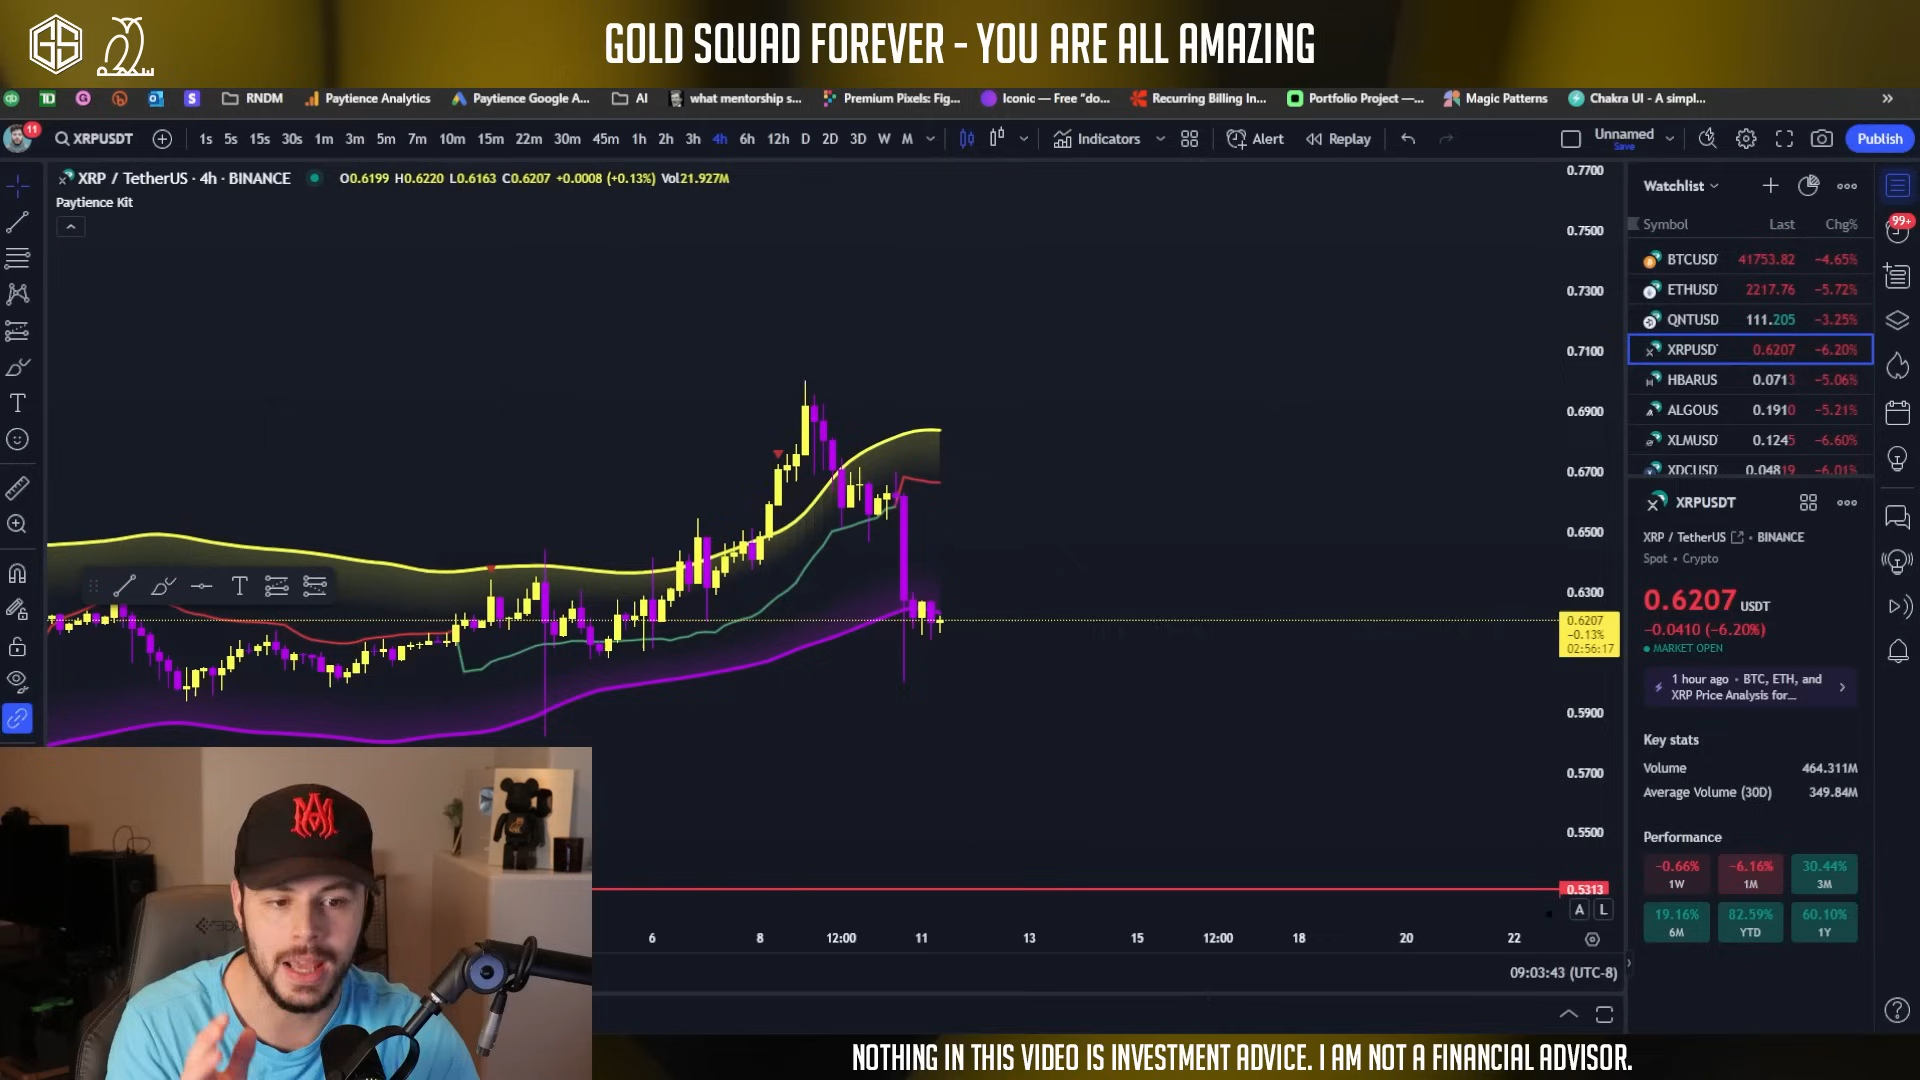 GS
GOLD SQUAD FOREVER - YOU ARE ALL AMAZING
TD G b S RNDM Paytience Analytics Paytience Google A... AI what mentorship s... Premium Pixels: Fig... Iconic — Free “do... Recurring Billing In... Portfolio Project —... Magic Patterns Chakra UI - A simpl... »
11 XRPUSDT 1s 5s 15s 30s 1m 3m 5m 7m 10m 15m 22m 30m 45m 1h 2h 3h 4h 6h 12h D 2D 3D W M Indicators Alert Replay Unnamed Publish
Save
XRP / TetherUS · 4h · BINANCE O0.6199 H0.6220 L0.6163 C0.6207 +0.0008 (+0.13%) Vol21.927M
Paytience Kit
0.7700
0.7500
0.7300
0.7100
0.6900
0.6700
0.6500
0.6300
0.6207
−0.13%
02:56:17
0.5900
0.5700
0.5500
0.5313
A L
6 8 12:00 11 13 15 12:00 18 20 22
09:03:43 (UTC-8)
Watchlist
99+
Symbol Last Chg%
BTCUSD 41753.82 −4.65%
ETHUSD 2217.76 −5.72%
QNTUSD 111.205 −3.25%
XRPUSD 0.6207 −6.20%
HBARUS 0.0713 −5.06%
ALGOUS 0.1910 −5.21%
XLMUSD 0.1245 −6.60%
XDCUSD 0.04819 −6.01%
XRPUSDT
XRP / TetherUS • BINANCE
Spot • Crypto
0.6207 USDT
−0.0410 (−6.20%)
MARKET OPEN
1 hour ago • BTC, ETH, and
XRP Price Analysis for...
Key stats
Volume 464.311M
Average Volume (30D) 349.84M
Performance
−0.66% −6.16% 30.44%
1W 1M 3M
19.16% 82.59% 60.10%
6M YTD 1Y
NOTHING IN THIS VIDEO IS INVESTMENT ADVICE. I AM NOT A FINANCIAL ADVISOR.